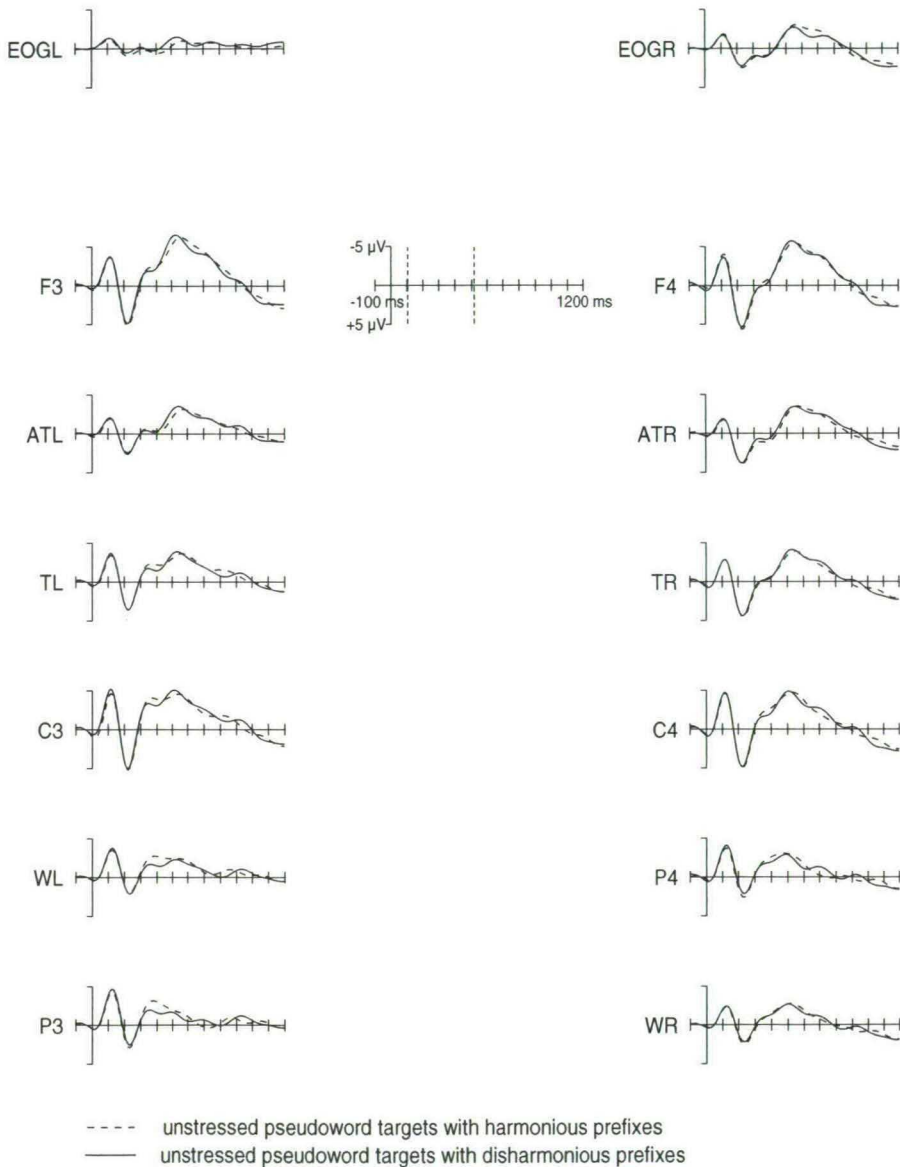 EOGL
EOGR
F3
-5 µV
-100 ms
1200 ms
+5 µV
F4
ATL
ATR
TL
TR
C3
C4
WL
P4
P3
WR
unstressed pseudoword targets with harmonious prefixes
unstressed pseudoword targets with disharmonious prefixes